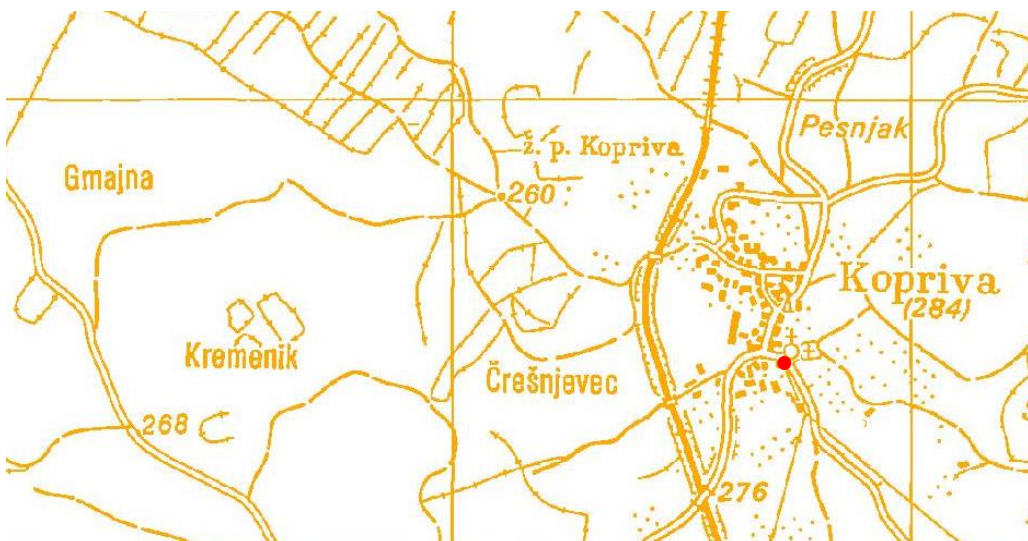 Pesnjak
ž. p. Kopriva
Gmajna
260
Kopriva
(284)
Kremenik
Črešnjevec
268
276